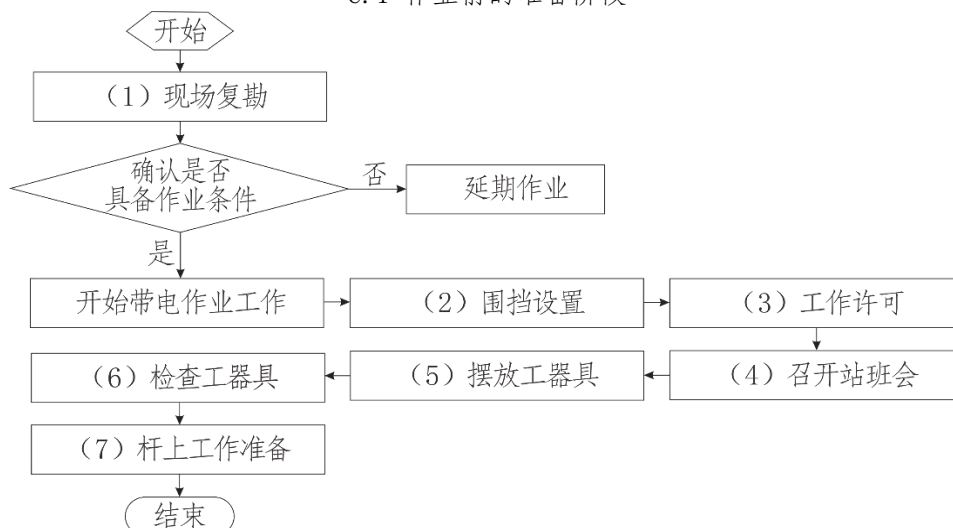 开始
(1)现场复勘
确认是否
具备作业条件
否
延期作业
是
开始带电作业工作
(2)围挡设置
(3)工作许可
(6)检查工器具
(5)摆放工器具
(4)召开站班会
(7)杆上工作准备
结束